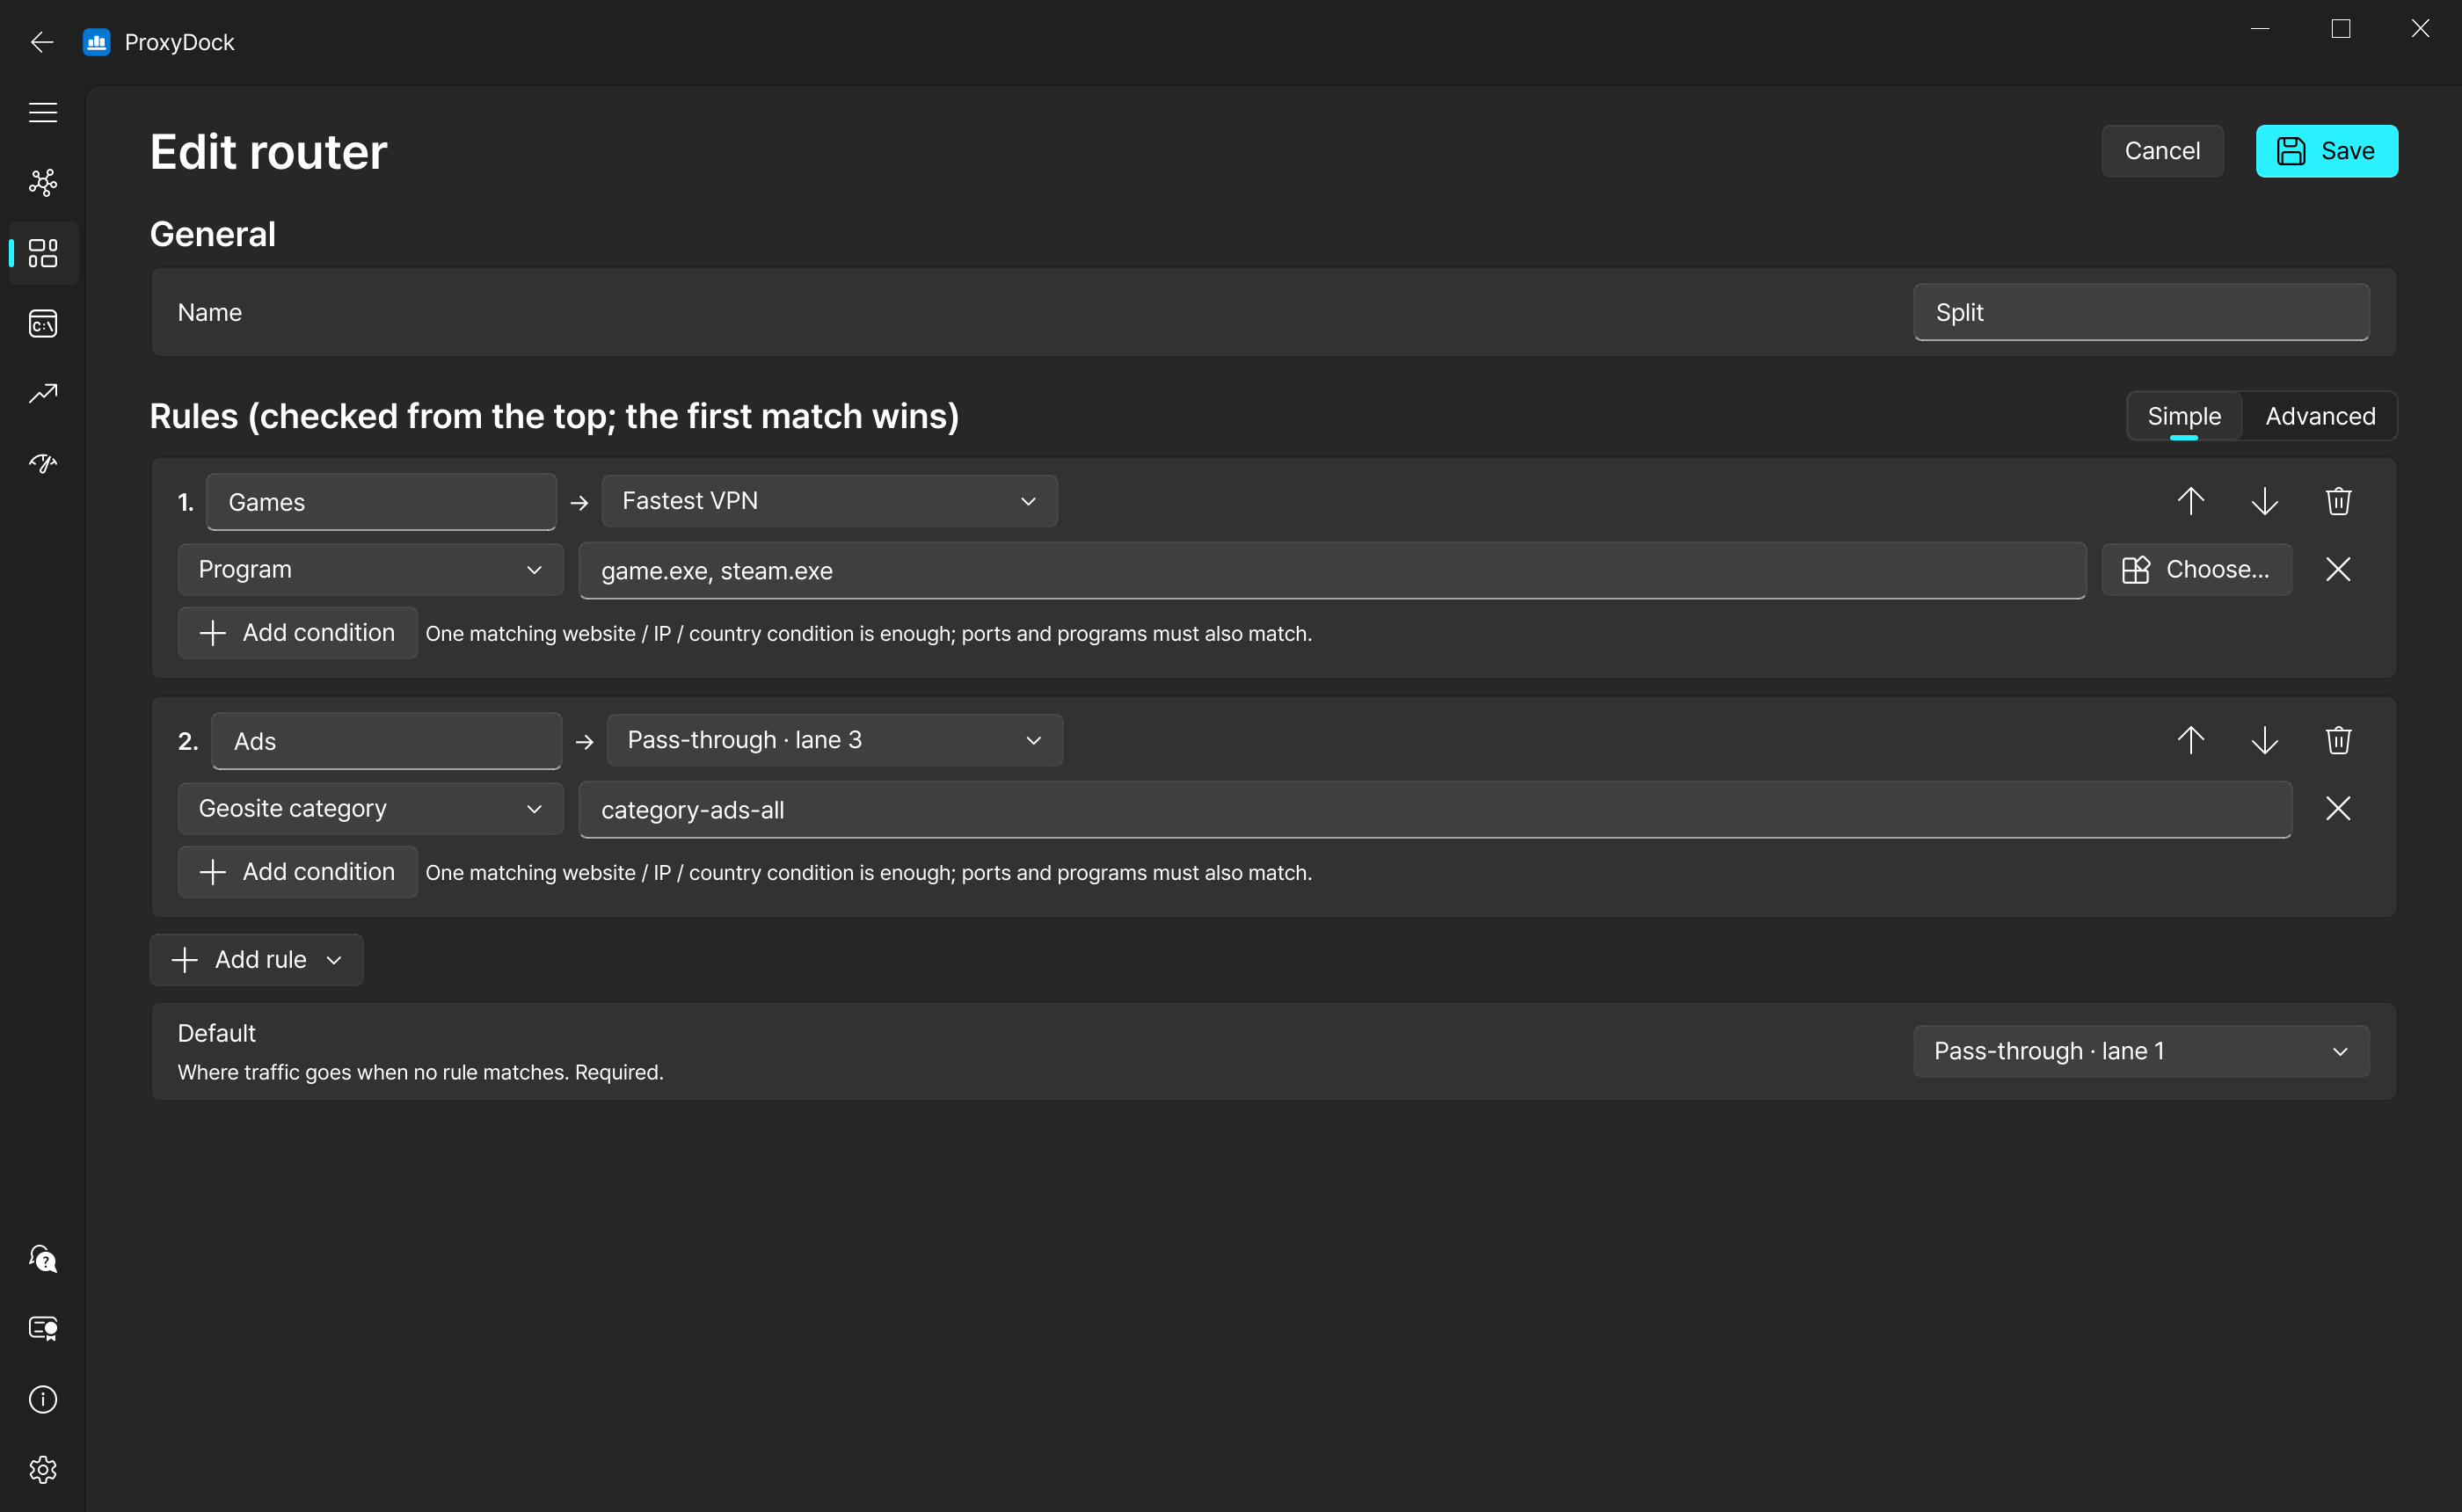 ProxyDock
Edit router
Cancel
Save
General
Name
Split
Rules (checked from the top; the first match wins)
Simple
Advanced
1.
Games
→
Fastest VPN
Program
game.exe, steam.exe
Choose...
Add condition
One matching website / IP / country condition is enough; ports and programs must also match.
2.
Ads
→
Pass-through · lane 3
Geosite category
category-ads-all
Add condition
One matching website / IP / country condition is enough; ports and programs must also match.
Add rule
Default
Where traffic goes when no rule matches. Required.
Pass-through · lane 1
C:\